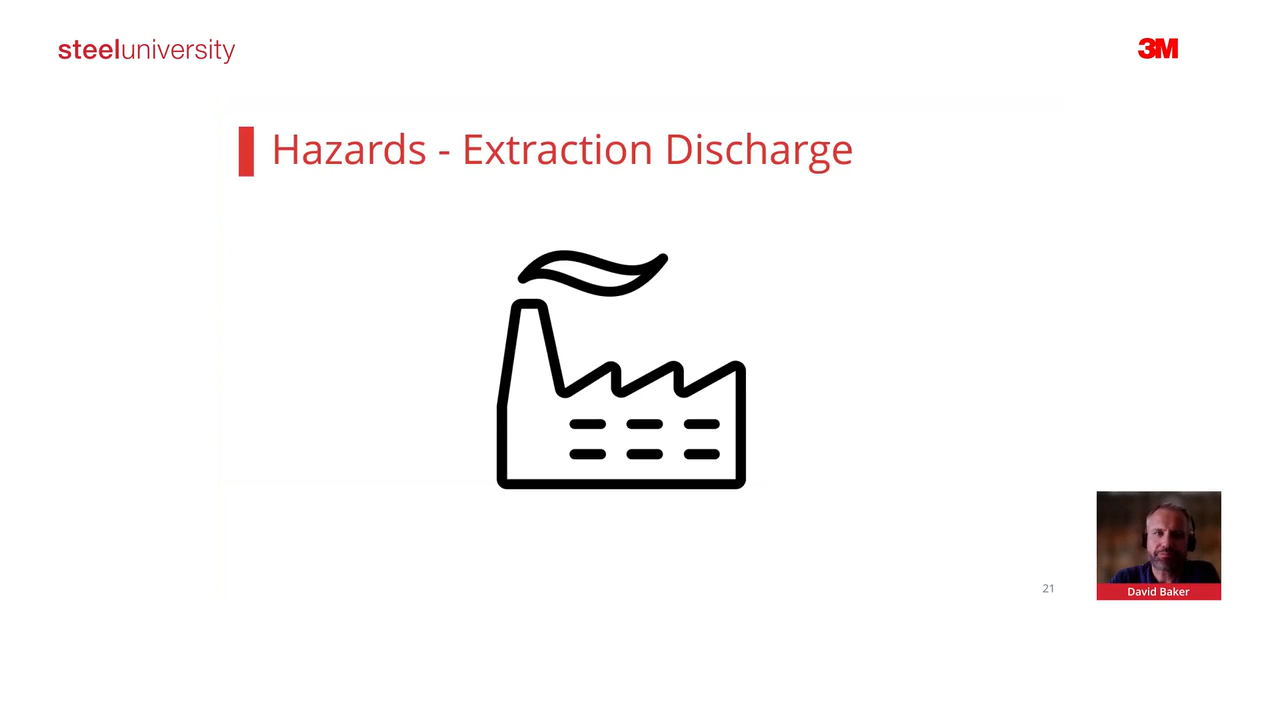 steeluniversity
3M
Hazards - Extraction Discharge
21
David Baker